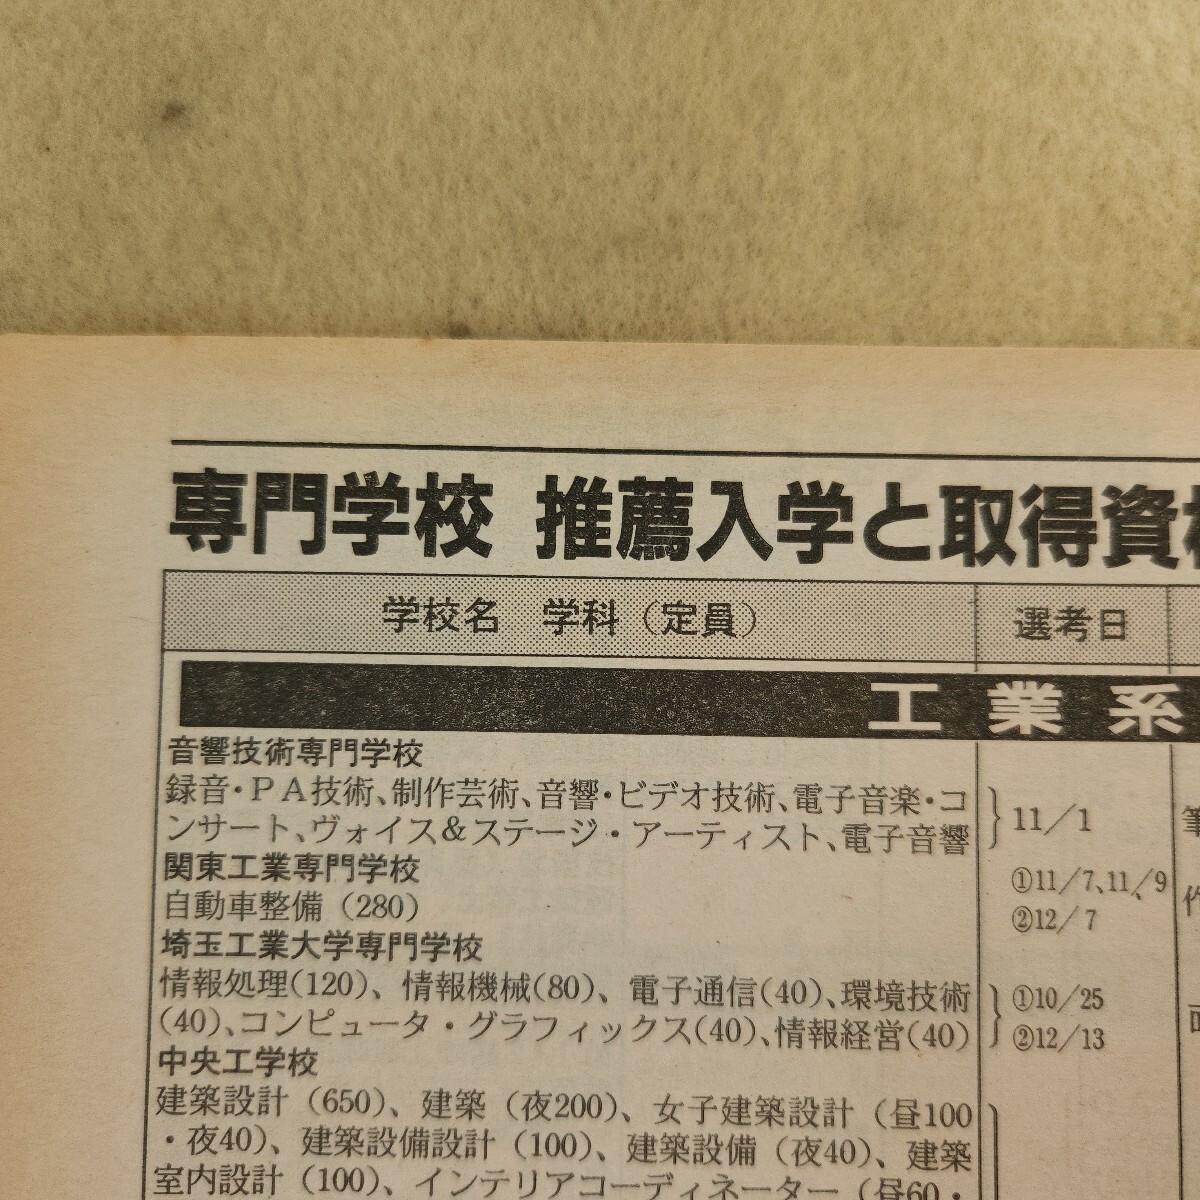 専門学校 推薦入学と取得資
学校名 学科（定員） 選考日
工業系
音響技術専門学校
録音・ＰＡ技術、制作芸術、音響・ビデオ技術、電子音楽・コ
ンサート、ヴォイス＆ステージ・アーティスト、電子音響
11／1
関東工業専門学校
自動車整備（280）
①11／7、11／9
②12／7
埼玉工業大学専門学校
情報処理(120)、情報機械(80)、電子通信(40)、環境技術
(40)、コンピュータ・グラフィックス(40)、情報経営(40)
①10／25
②12／13
中央工学校
建築設計（650）、建築（夜200）、女子建築設計（昼100
・夜40）、建築設備設計（100）、建築設備（夜40）、建築
室内設計（100）、インテリアコーディネーター（昼60・